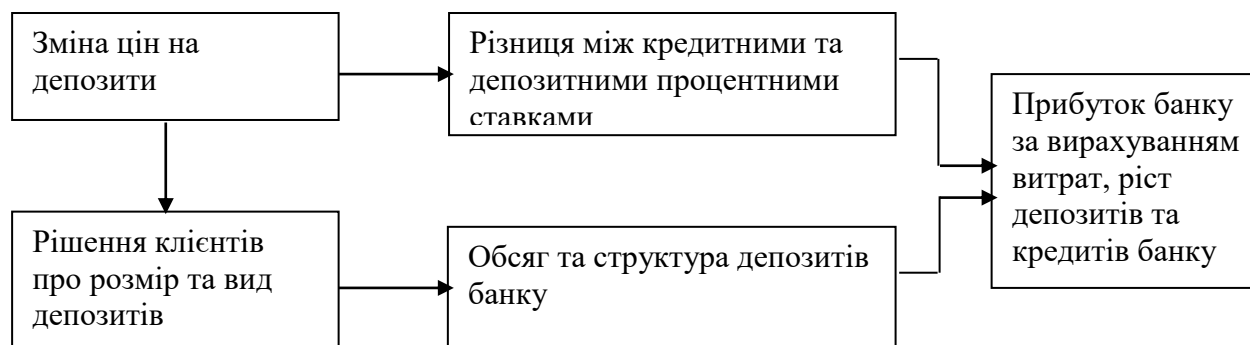 Зміна цін на
депозити
Різниця між кредитними та
депозитними процентними
ставками
Прибуток банку
за вирахуванням
витрат, ріст
депозитів та
кредитів банку
Рішення клієнтів
про розмір та вид
депозитів
Обсяг та структура депозитів
банку